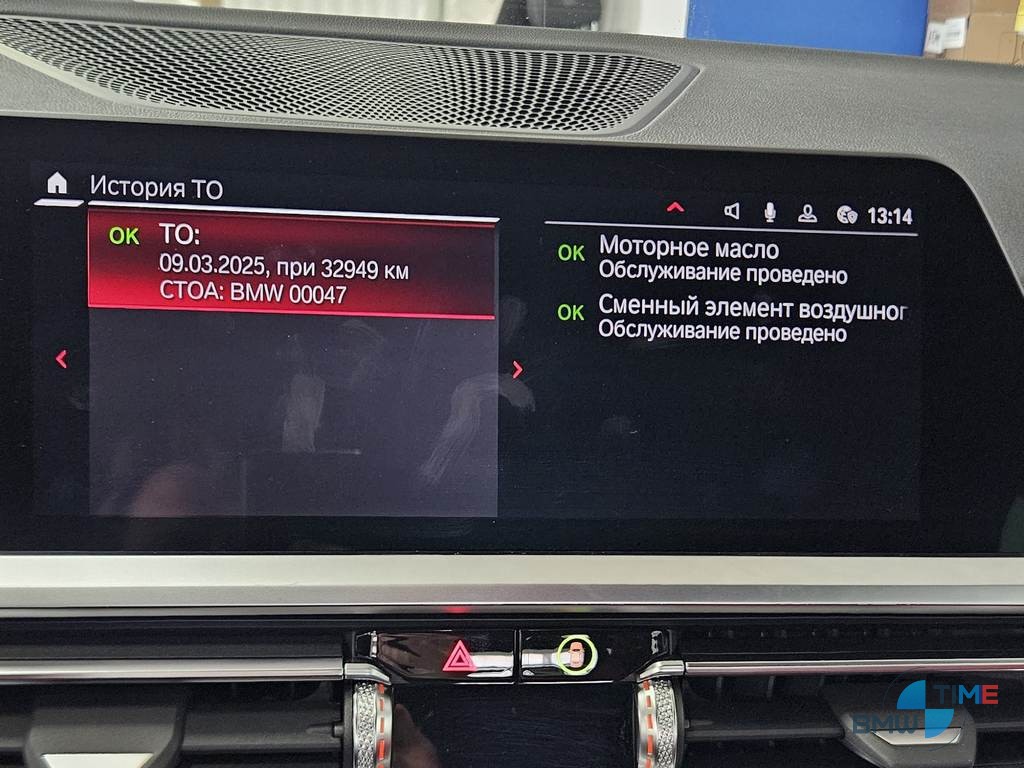 История ТО
13:14
OK ТО:
09.03.2025, при 32949 км
СТОА: BMW 00047
OK Моторное масло
Обслуживание проведено
OK Сменный элемент воздушног
Обслуживание проведено
TIME
BMW